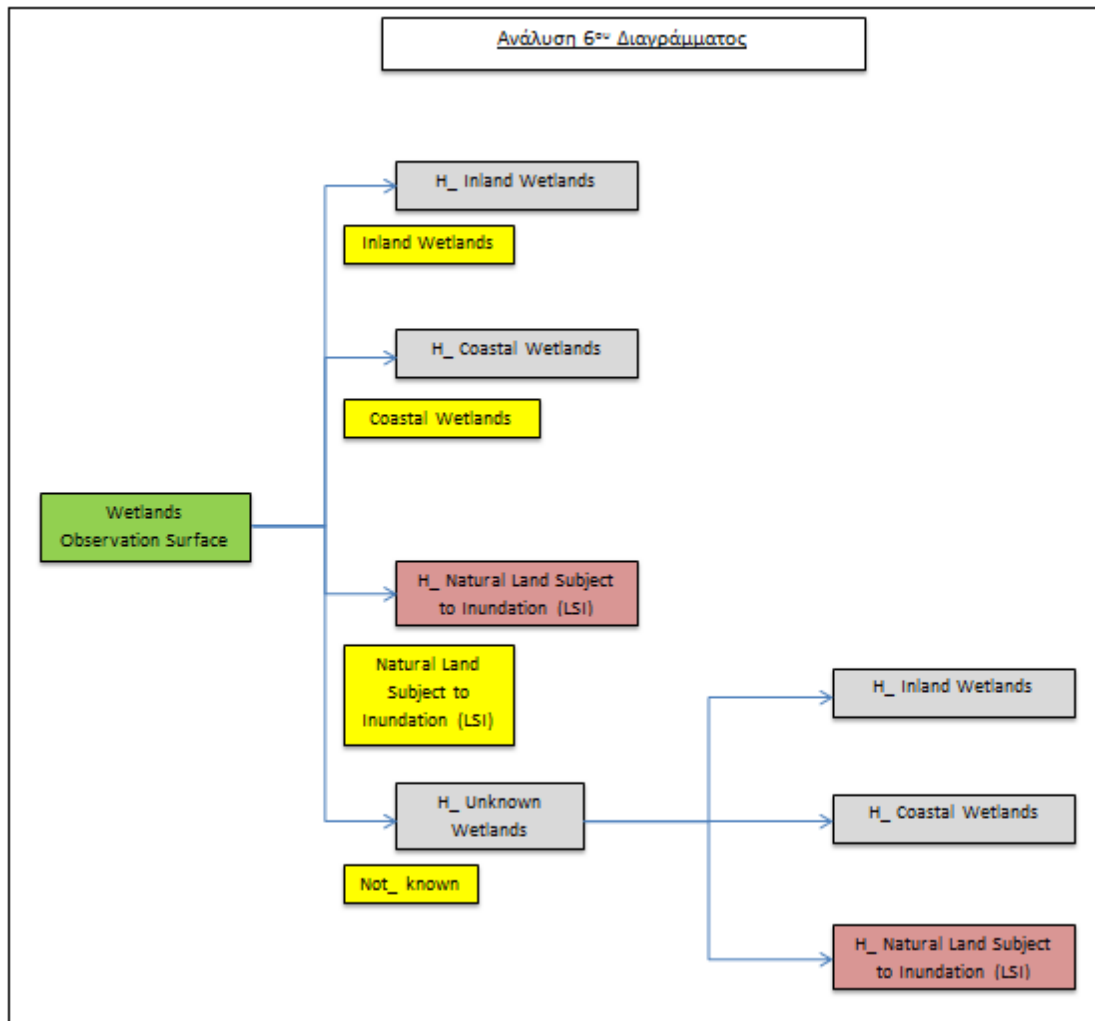 Ανάλυση 6ου Διαγράμματος
H_ Inland Wetlands
Inland Wetlands
H_ Coastal Wetlands
Coastal Wetlands
Wetlands
Observation Surface
H_ Natural Land Subject
to Inundation (LSI)
Natural Land
Subject to
Inundation (LSI)
H_ Unknown
Wetlands
Not_ known
H_ Inland Wetlands
H_ Coastal Wetlands
H_ Natural Land Subject
to Inundation (LSI)